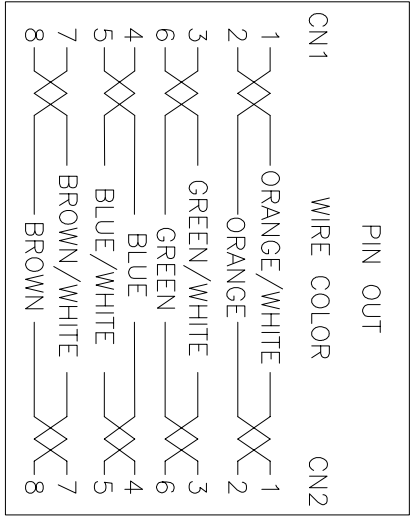 PIN OUT
CN1 WIRE COLOR CN2
1 ORANGE/WHITE 1
2 ORANGE 2
3 GREEN/WHITE 3
6 GREEN 6
4 BLUE 4
5 BLUE/WHITE 5
7 BROWN/WHITE 7
8 BROWN 8